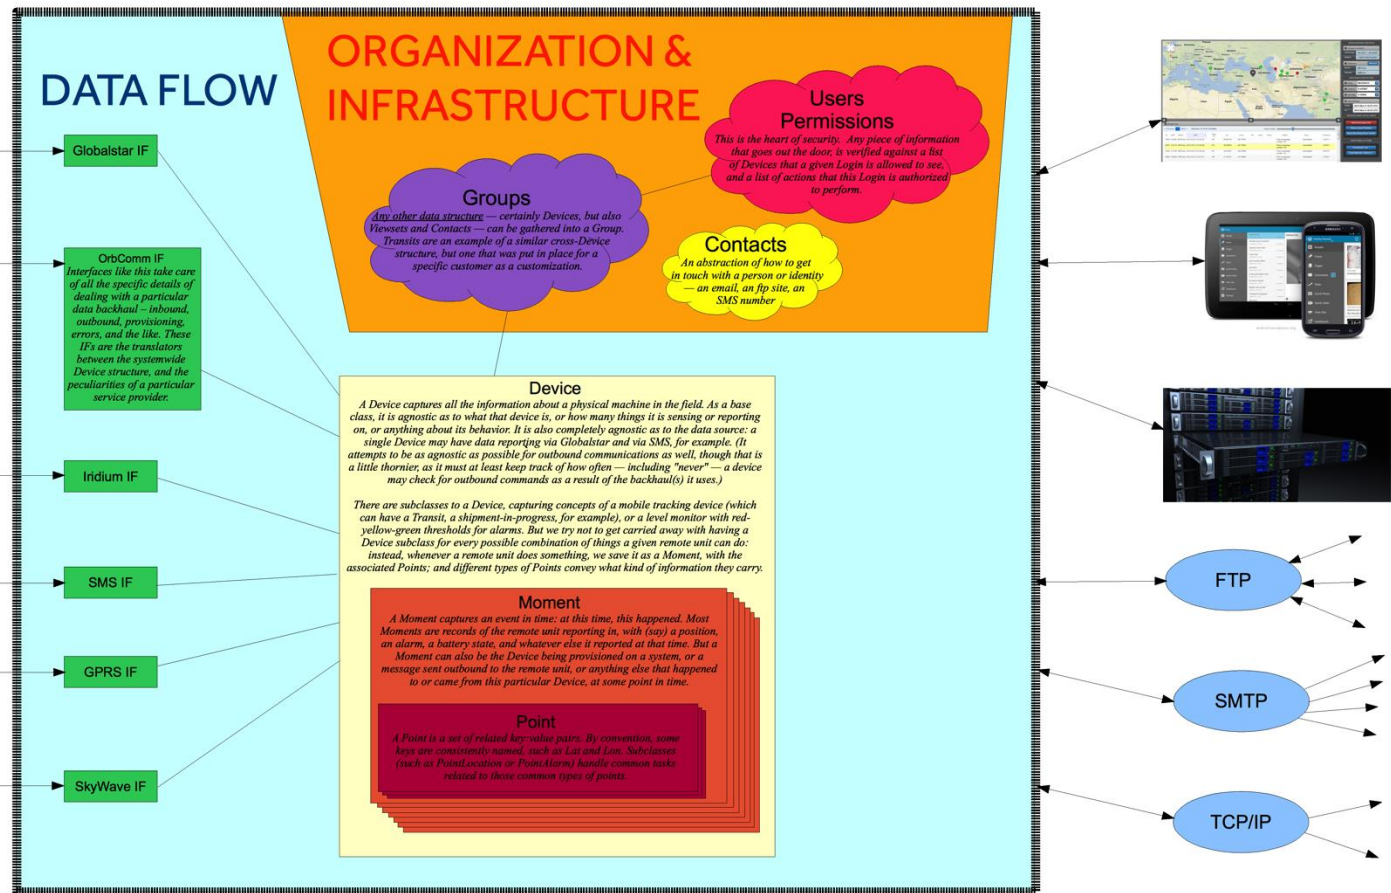 DATA FLOW
ORGANIZATION &
INFRASTRUCTURE
Users
Permissions
This is the heart of security.  Any piece of information
that goes out the door, is verified against a list
of Devices that a given Login is allowed to see,
and a list of actions that this Login is authorized
to perform.
Groups
Any other data structure — certainly Devices, but also
Viewsets and Contacts — can be gathered into a Group.
Transits are an example of a similar cross-Device
structure, but one that was put in place for a
specific customer as a customization.
Contacts
An abstraction of how to get
in touch with a person or identity
— an email, an ftp site, an
SMS number
Globalstar IF
OrbComm IF
Interfaces like this take care
of all the specific details of
dealing with a particular
data backhaul – inbound,
outbound, provisioning,
errors, and the like. These
IFs are the translators
between the systemwide
Device structure, and the
peculiarities of a particular
service provider.
Iridium IF
SMS IF
GPRS IF
SkyWave IF
Device
A Device captures all the information about a physical machine in the field. As a base
class, it is agnostic as to what that device is, or how many things it is sensing or reporting
on, or anything about its behavior. It is also completely agnostic as to the data source: a
single Device may have data reporting via Globalstar and via SMS, for example. (It
attempts to be as agnostic as possible for outbound communications as well, though that is
a little thornier, as it must at least keep track of how often — including "never" — a device
may check for outbound commands as a result of the backhaul(s) it uses.)
There are subclasses to a Device, capturing concepts of a mobile tracking device (which
can have a Transit, a shipment-in-progress, for example), or a level monitor with red-
yellow-green thresholds for alarms. But we try not to get carried away with having a
Device subclass for every possible combination of things a given remote unit can do:
instead, whenever a remote unit does something, we save it as a Moment, with the
associated Points; and different types of Points convey what kind of information they carry.
Moment
A Moment captures an event in time: at this time, this happened. Most
Moments are records of the remote unit reporting in, with (say) a position,
an alarm, a battery state, and whatever else it reported at that time. But a
Moment can also be the Device being provisioned on a system, or a
message sent outbound to the remote unit, or anything else that happened
to or came from this particular Device, at some point in time.
Point
A Point is a set of related key:value pairs. By convention, some
keys are consistently named, such as Lat and Lon. Subclasses
(such as PointLocation or PointAlarm) handle common tasks
related to those common types of points.
FTP
SMTP
TCP/IP